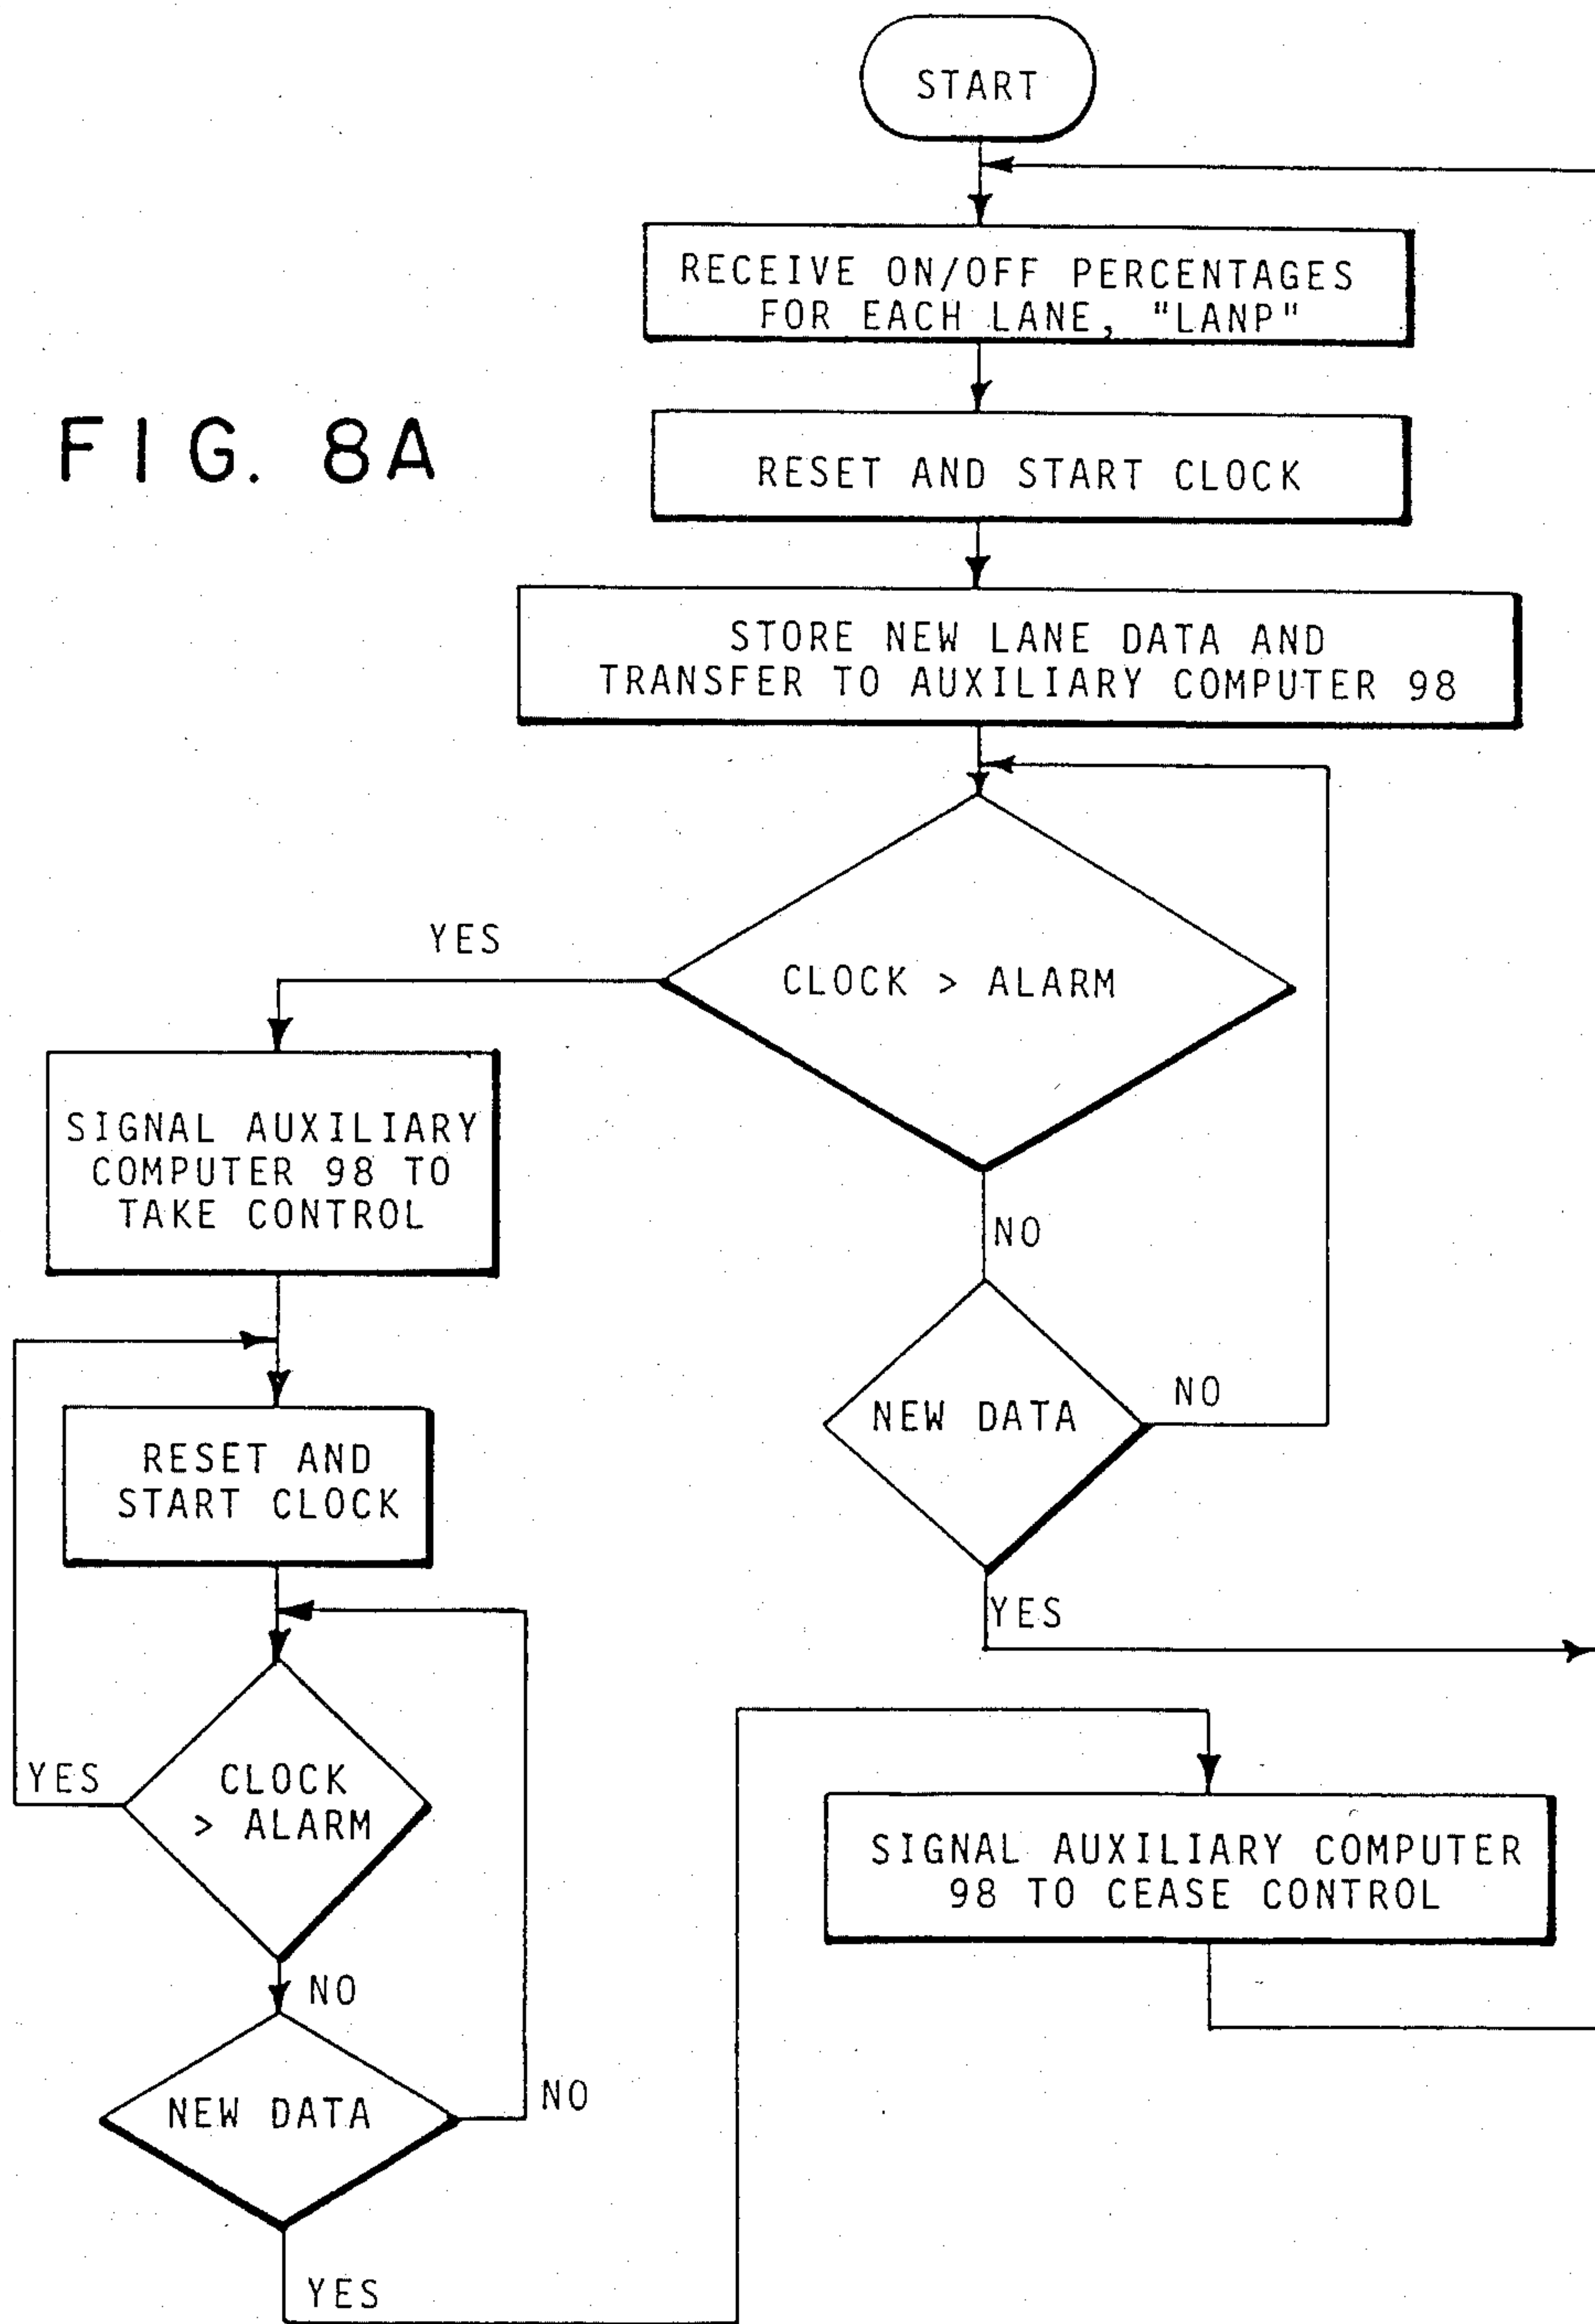 START
RECEIVE ON/OFF PERCENTAGES
FOR EACH LANE, "LANP"
FIG. 8A
RESET AND START CLOCK
STORE NEW LANE DATA AND
TRANSFER TO AUXILIARY COMPUTER 98
YES
CLOCK > ALARM
SIGNAL AUXILIARY
COMPUTER 98 TO
TAKE CONTROL
NO
NEW DATA
NO
RESET AND
START CLOCK
YES
YES
CLOCK
> ALARM
SIGNAL AUXILIARY COMPUTER
98 TO CEASE CONTROL
NO
NEW DATA
NO
YES